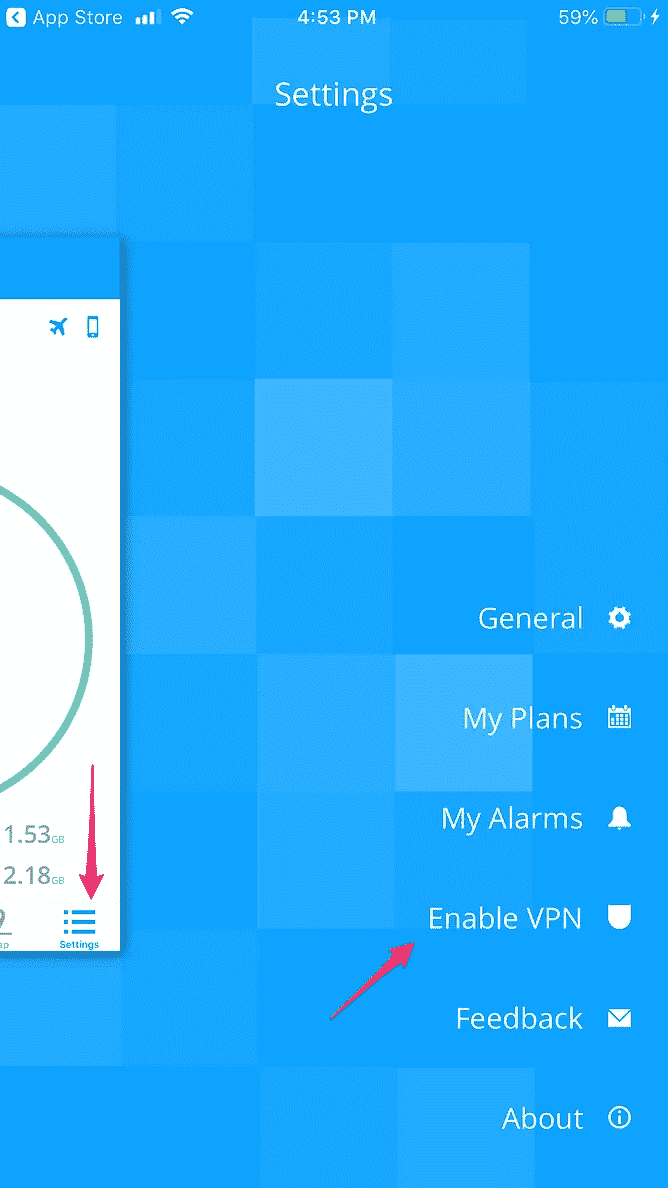 App Store
4:53 PM
59%
Settings
General
My Plans
My Alarms
1.53GB
2.18GB
Enable VPN
Settings
Feedback
About